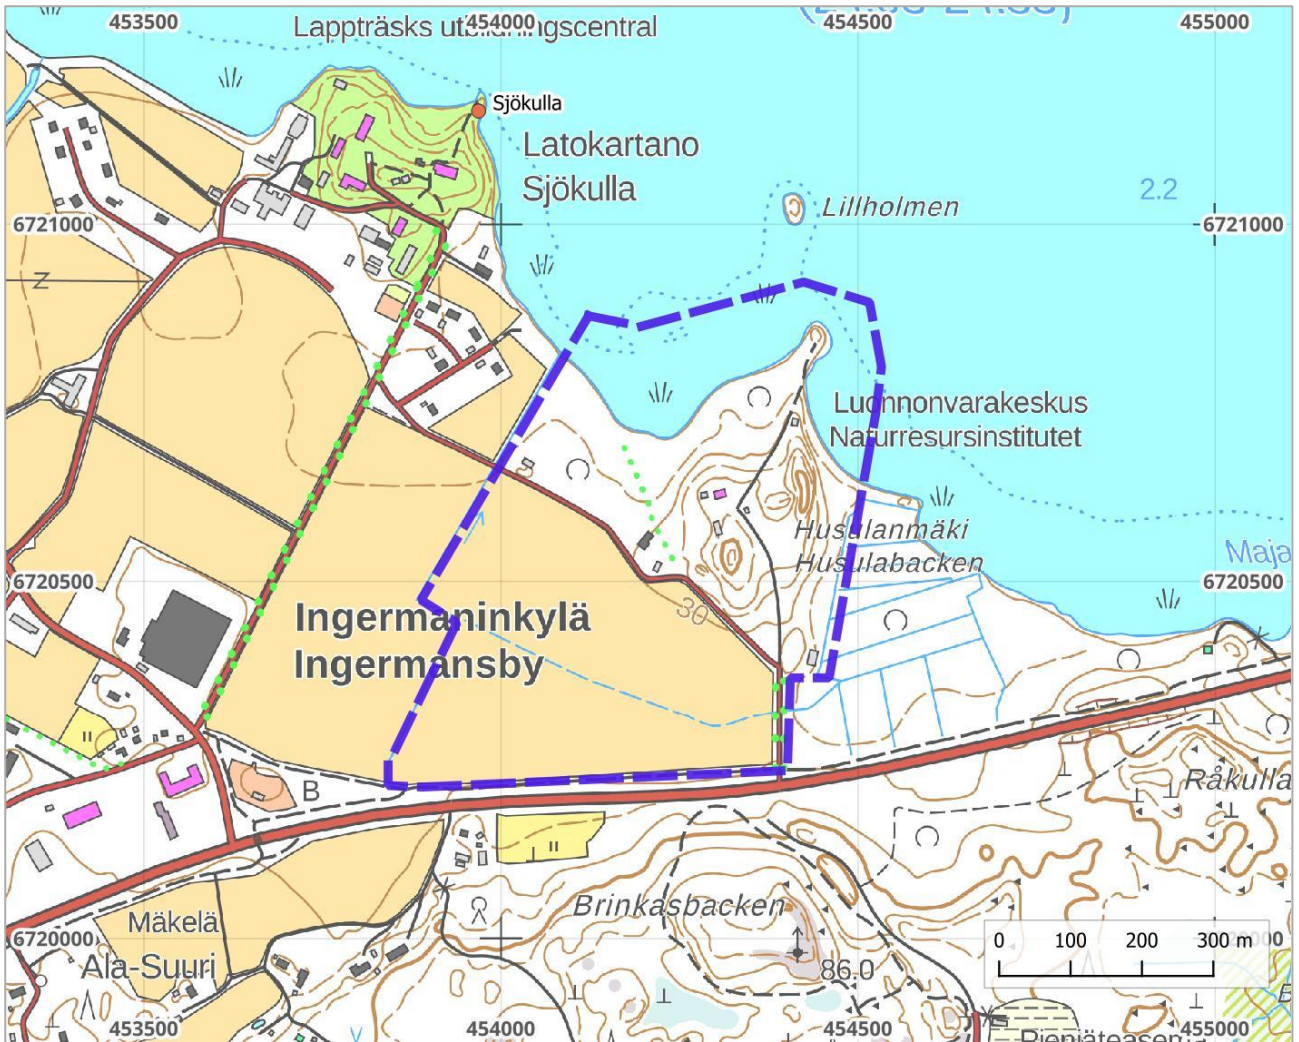 453500
454000
454500
455000
Lappträsks utbildningscentral
Sjökulla
Latokartano
Sjökulla
2.2
Lillholmen
6721000
6721000
Z
Luonnonvarakeskus
Naturresursinstitutet
Husulanmäki
Husulabacken
Maja
6720500
6720500
30
Ingermaninkylä
Ingermansby
B
Råkulla
Brinkasbacken
Mäkelä
6720000
Ala-Suuri
86.0
0 100 200 300 m
453500
454000
454500
455000